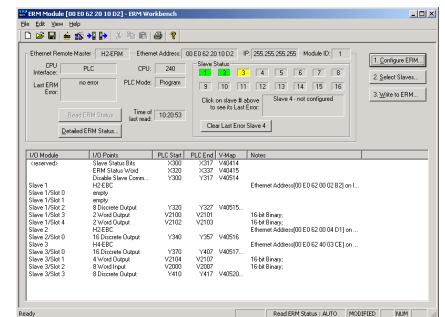 ERM Module [00 E0 62 20 10 D2] - ERM Workbench
File Edit View Help
Ethernet Remote Master H2-ERM Ethernet Address: 00 E0 62 20 10 D2 IP: 255.255.255.255 Module ID: 1
CPU Interface: PLC CPU: 240
Last ERM Error: no error PLC Mode: Program
Read ERM Status Time of last read: 10:20:53
Detailed ERM Status...
Slave Status
1 2 3 4 5 6 7 8
9 10 11 12 13 14 15 16
Click on slave # above to see its Last Error: Slave 4 - not configured
Clear Last Error Slave 4
1. Configure ERM...
2. Select Slaves...
3. Write to ERM...
I/O Module I/O Points PLC Start PLC End V-Map Notes
<reserved> Slave Status Bits X300 X317 V40414
ERM Status Word X320 X337 V40415
Disable Slave Comm... Y300 Y317 V40514
Slave 1 H2-EBC Ethernet Address[00 E0 62 00 02 B2] on I...
Slave 1/Slot 0 empty
Slave 1/Slot 1 empty
Slave 1/Slot 2 8 Discrete Output Y320 Y327 V40515...
Slave 1/Slot 3 2 Word Output V2100 V2101 16-bit Binary;
Slave 1/Slot 4 2 Word Output V2102 V2103 16-bit Binary;
Slave 2 H2-EBC Ethernet Address[00 E0 62 00 04 D1] on ...
Slave 2/Slot 0 16 Discrete Output Y340 Y357 V40516
Slave 3 H4-EBC Ethernet Address[00 E0 62 40 03 CE] on ...
Slave 3/Slot 0 32 Discrete Output Y370 Y407 V40517...
Slave 3/Slot 1 4 Word Output V2104 V2107 16-bit Binary;
Slave 3/Slot 2 8 Word Input V2000 V2007 16-bit Binary;
Slave 3/Slot 3 8 Discrete Output Y410 Y417 V40520...
Ready Read ERM Status : AUTO MODIFIED NUM